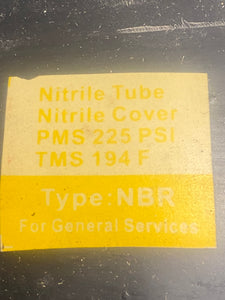 Nitrile Tube
Nitrile Cover
PMS 225 PSI
TMS 194 F
Type:NBR
For General Services